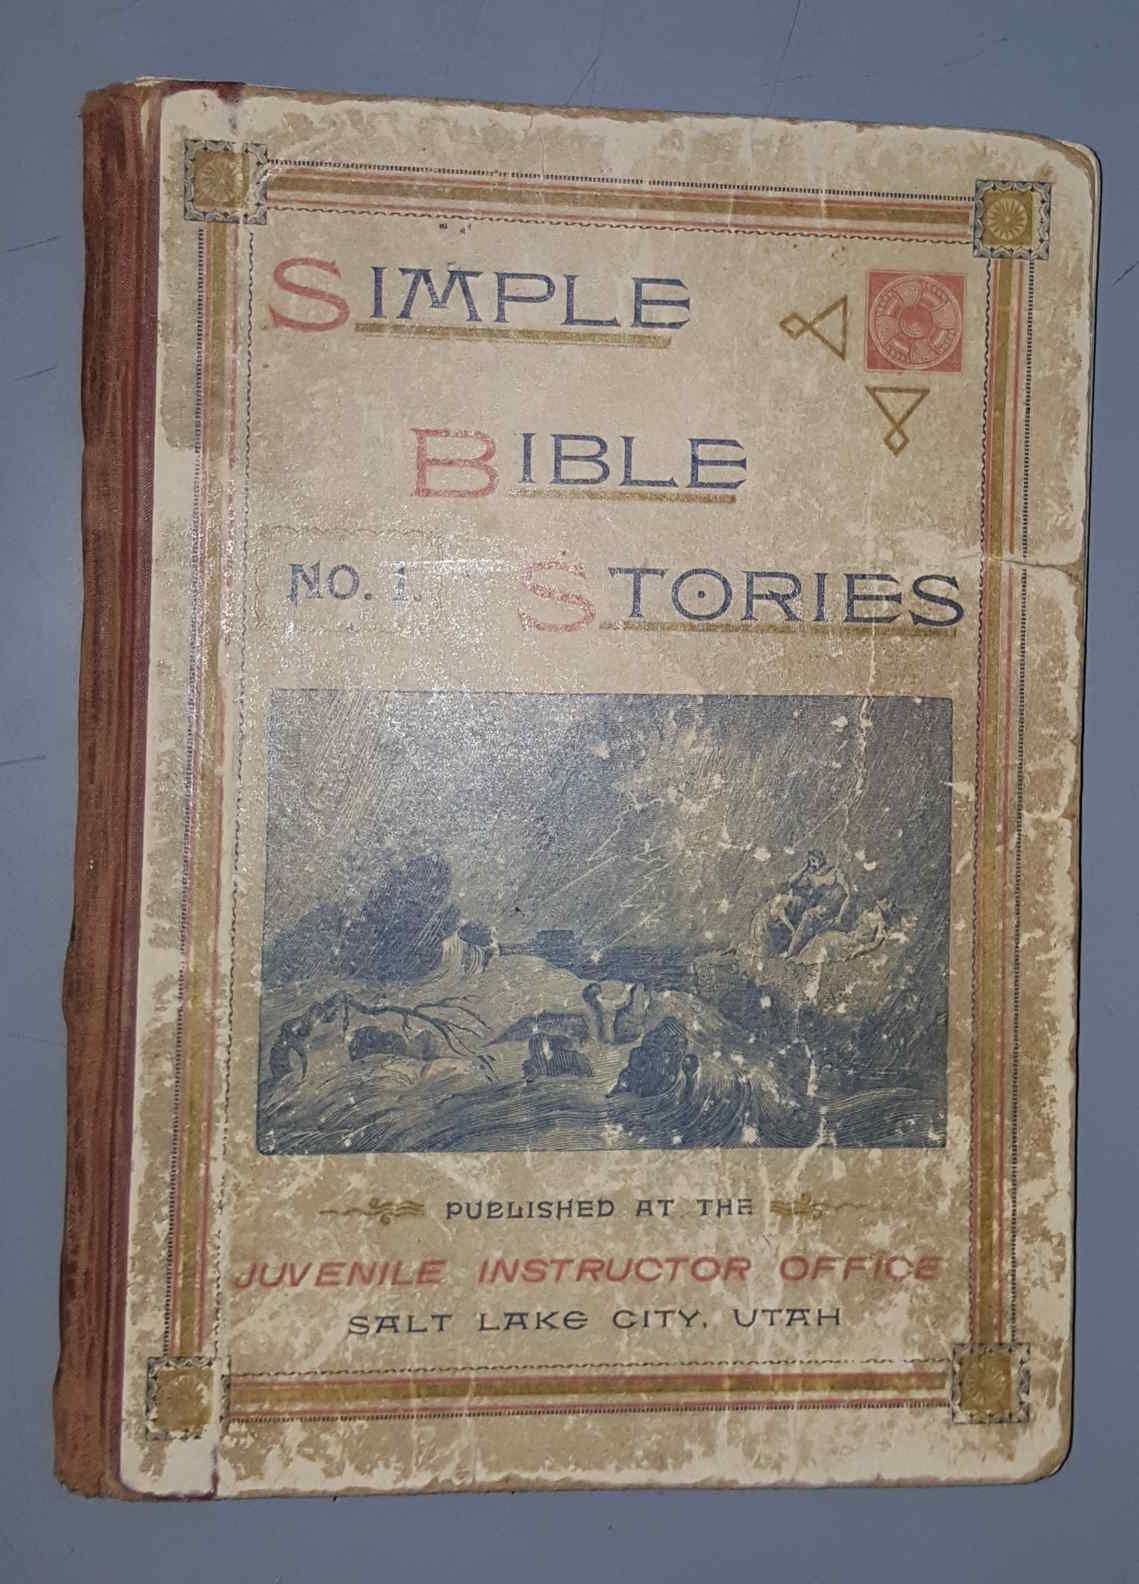 SIMPLE
BIBLE
NO. 1. STORIES
PUBLISHED AT THE
JUVENILE INSTRUCTOR OFFICE
SALT LAKE CITY, UTAH